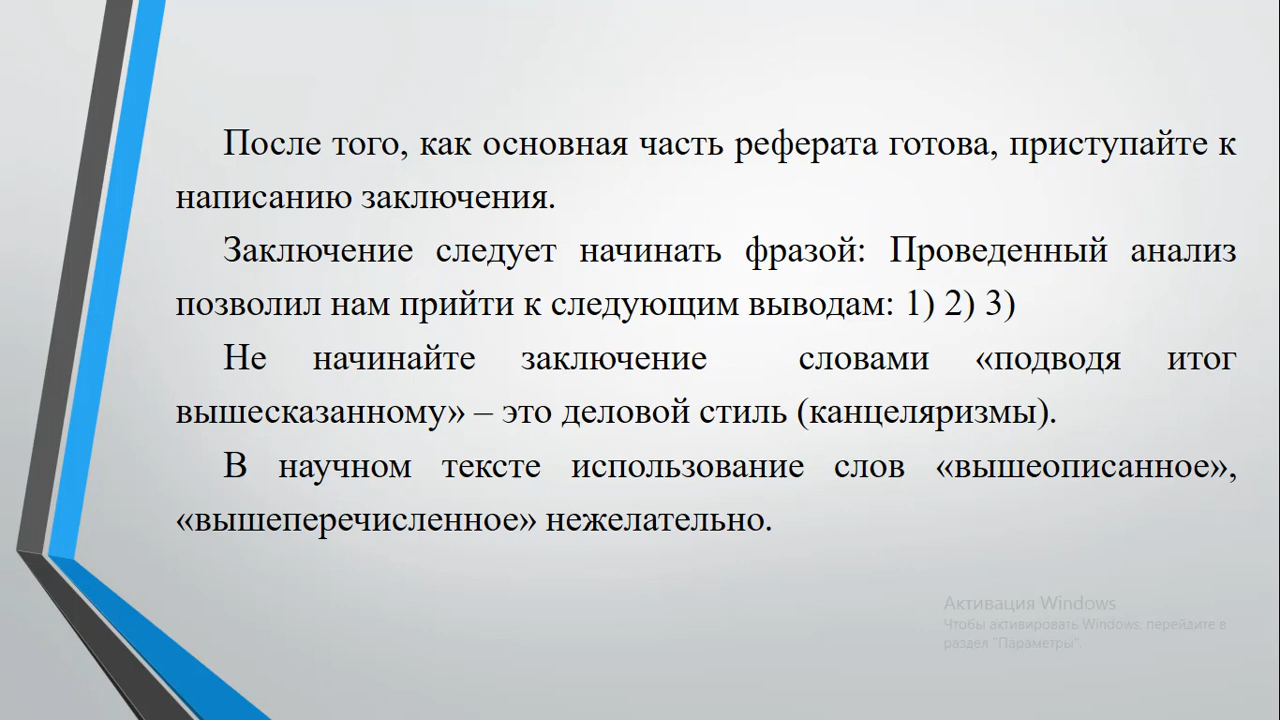 После того, как основная часть реферата готова, приступайте к
написанию заключения.
Заключение следует начинать фразой: Проведенный анализ
позволил нам прийти к следующим выводам: 1) 2) 3)
Не начинайте заключение словами «подводя итог
вышесказанному» – это деловой стиль (канцеляризмы).
В научном тексте использование слов «вышеописанное»,
«вышеперечисленное» нежелательно.
Активация Windows
Чтобы активировать Windows, перейдите в
раздел "Параметры".